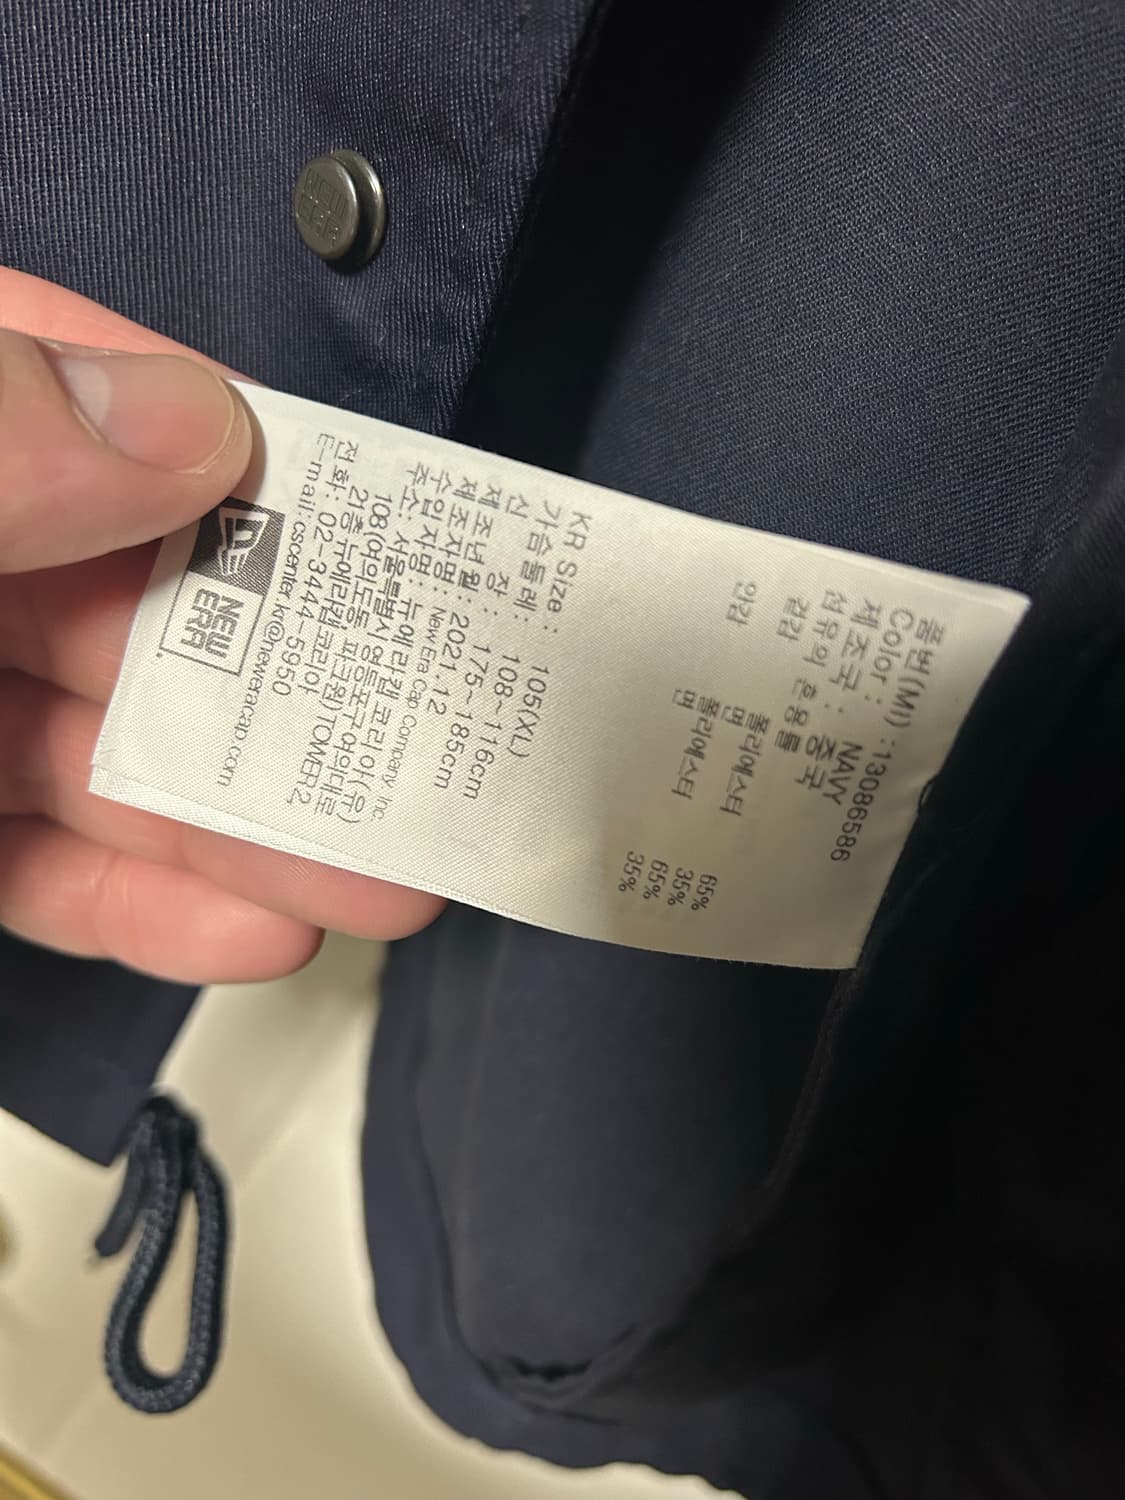 품번(MI) :13086586
Color : NAVY
제조국 : 중국
섬유의 혼용율
겉감 폴리에스터 65%
면 35%
안감 폴리에스터 65%
면 35%
KR Size : 105(XL)
가슴둘레: 108~116cm
신 장 : 175~185cm
제조년월: 2021.12
제조자명: New Era Cap Company Inc.
수입자명: 뉴에라캡 코리아(유)
주소: 서울특별시 영등포구 여의대로
108(여의도동 파크원) TOWER2
21층 뉴에라캡코리아
전 화: 02-3444-5950
E-mail: cscenter.kr@neweracap.com
NEW
ERA